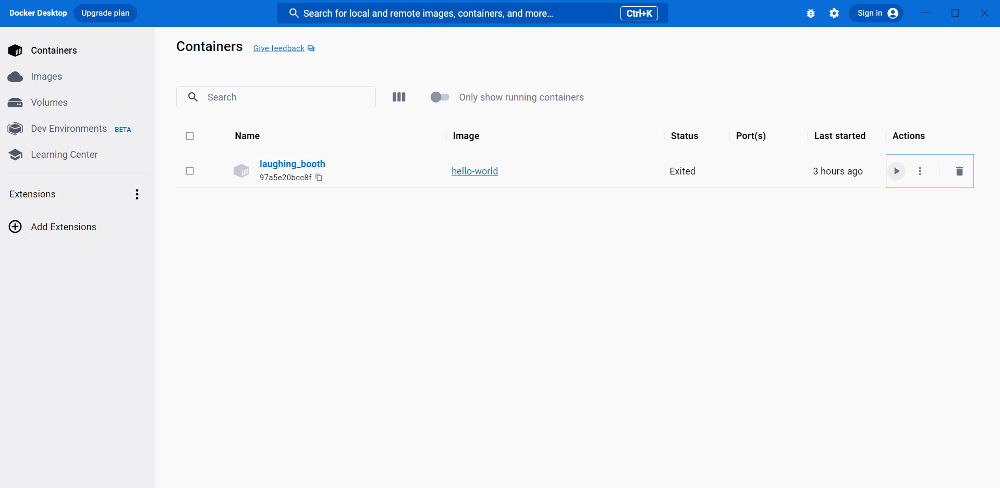 Docker Desktop Upgrade plan Search for local and remote images, containers, and more... Ctrl+K Sign in
Containers
Images
Volumes
Dev Environments BETA
Learning Center
Extensions
Add Extensions
Containers Give feedback
Search Only show running containers
Name Image Status Port(s) Last started Actions
laughing_booth hello-world Exited 3 hours ago
97a5e20bcc8f